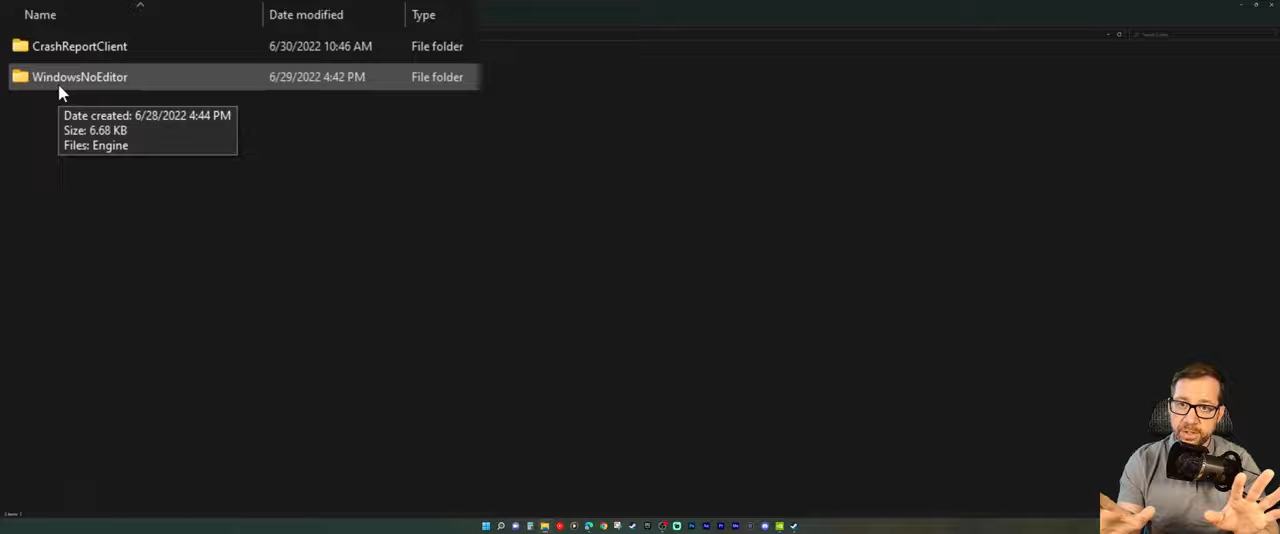 Name Date modified Type
CrashReportClient 6/30/2022 10:46 AM File folder
WindowsNoEditor 6/29/2022 4:42 PM File folder
Date created: 6/28/2022 4:44 PM
Size: 6.68 KB
Files: Engine